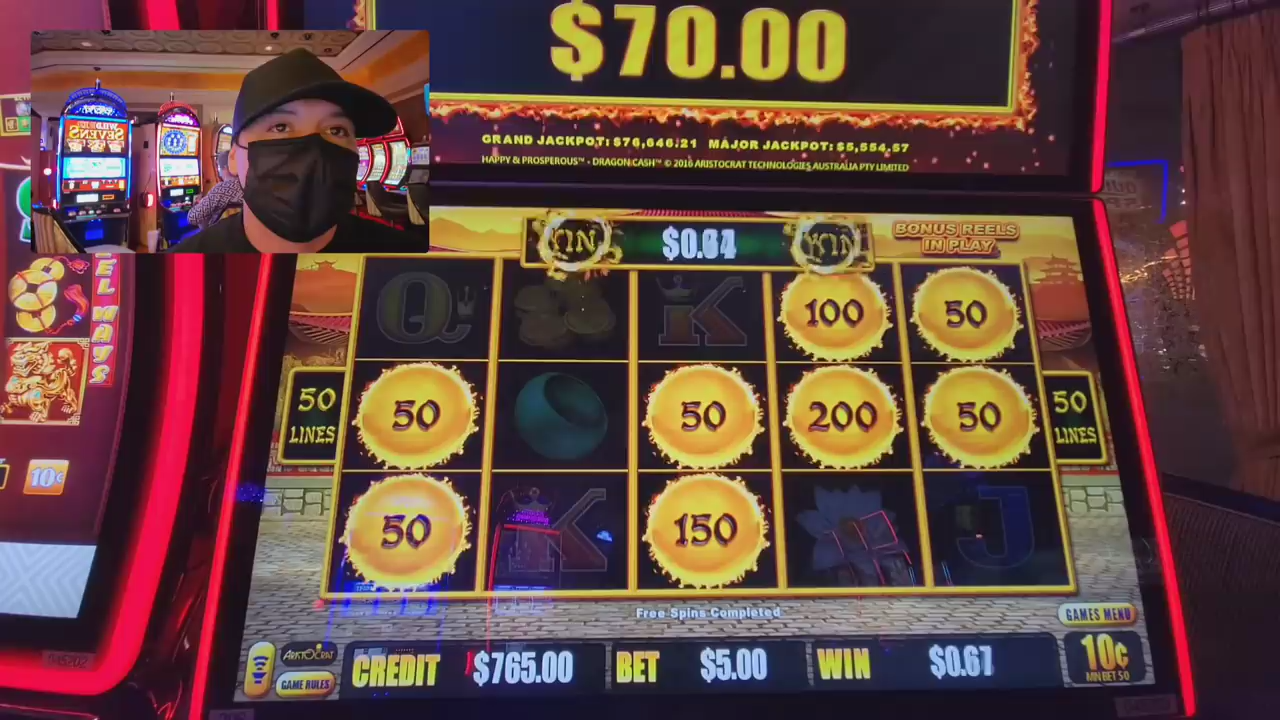 $70.00
GRAND JACKPOT: $76,646.21 MAJOR JACKPOT: $5,554.57
HAPPY & PROSPEROUS™ - DRAGON CASH™ © 2016 ARISTOCRAT TECHNOLOGIES AUSTRALIA PTY LIMITED
WIN
WIN
BONUS REELS
IN PLAY
Q
K
100
50
50
LINES
50
50
200
50
50
LINES
50
K
150
J
10¢
Free Spins Completed
GAMES MENU
ARISTOCRAT
GAME RULES
CREDIT $765.00
BET $5.00
WIN $0.67
10¢
MIN BET 50